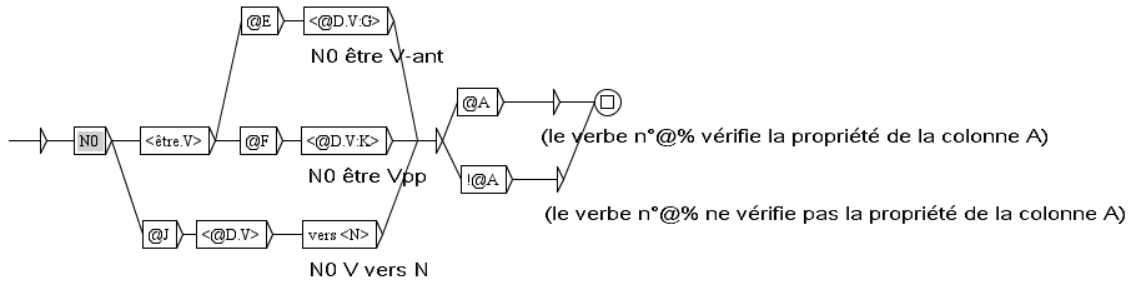 @E <@D.V:G>
N0 être V-ant
@A
N0 <être.V> @F <@D.V:K>
(le verbe n°@% vérifie la propriété de la colonne A)
N0 être Vpp
!@A
(le verbe n°@% ne vérifie pas la propriété de la colonne A)
@J <@D.V> vers <N>
N0 V vers N